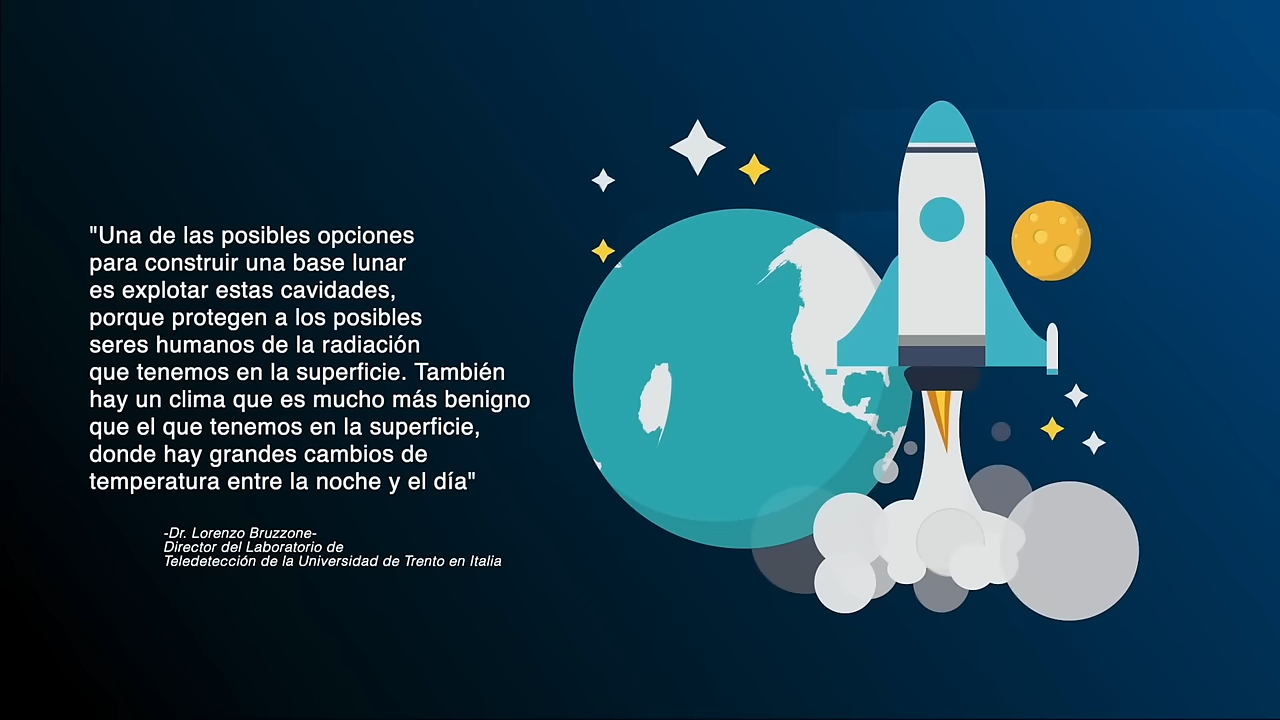 "Una de las posibles opciones
para construir una base lunar
es explotar estas cavidades,
porque protegen a los posibles
seres humanos de la radiación
que tenemos en la superficie. También
hay un clima que es mucho más benigno
que el que tenemos en la superficie,
donde hay grandes cambios de
temperatura entre la noche y el día"
-Dr. Lorenzo Bruzzone-
Director del Laboratorio de
Teledetección de la Universidad de Trento en Italia